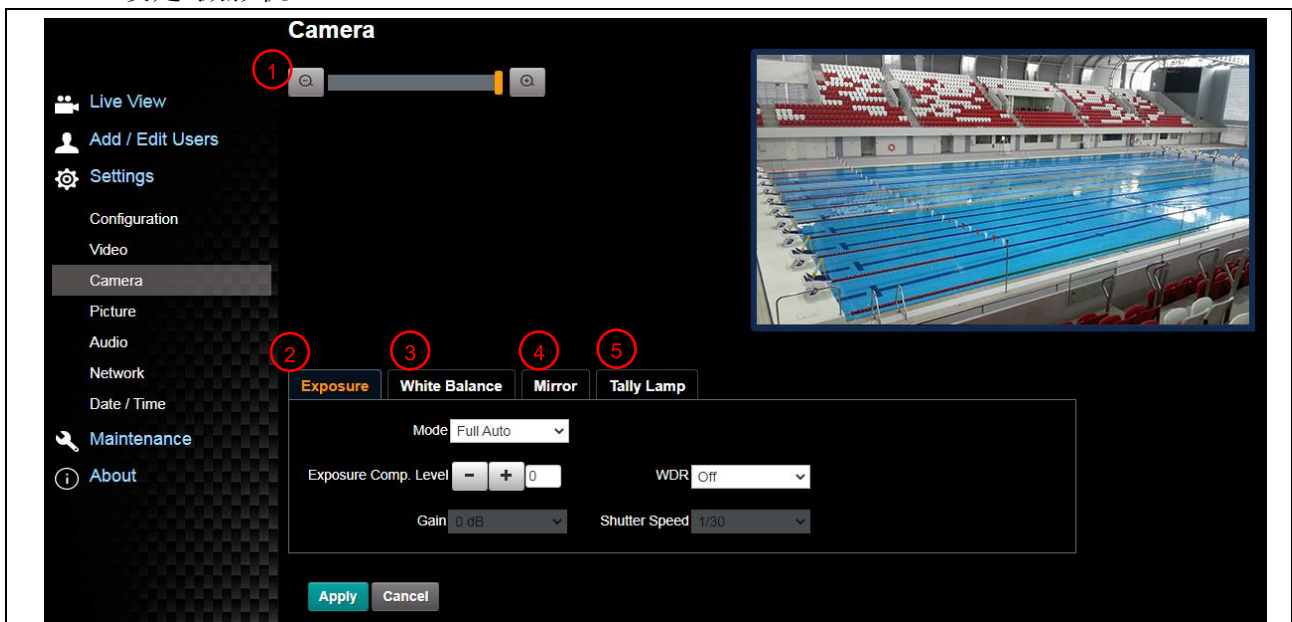 Camera
1
Live View
Add / Edit Users
Settings
Configuration
Video
Camera
Picture
Audio
Network
Date / Time
Maintenance
About
2 3 4 5
Exposure White Balance Mirror Tally Lamp
Mode Full Auto
Exposure Comp. Level - + 0 WDR Off
Gain 0 dB Shutter Speed 1/30
Apply Cancel